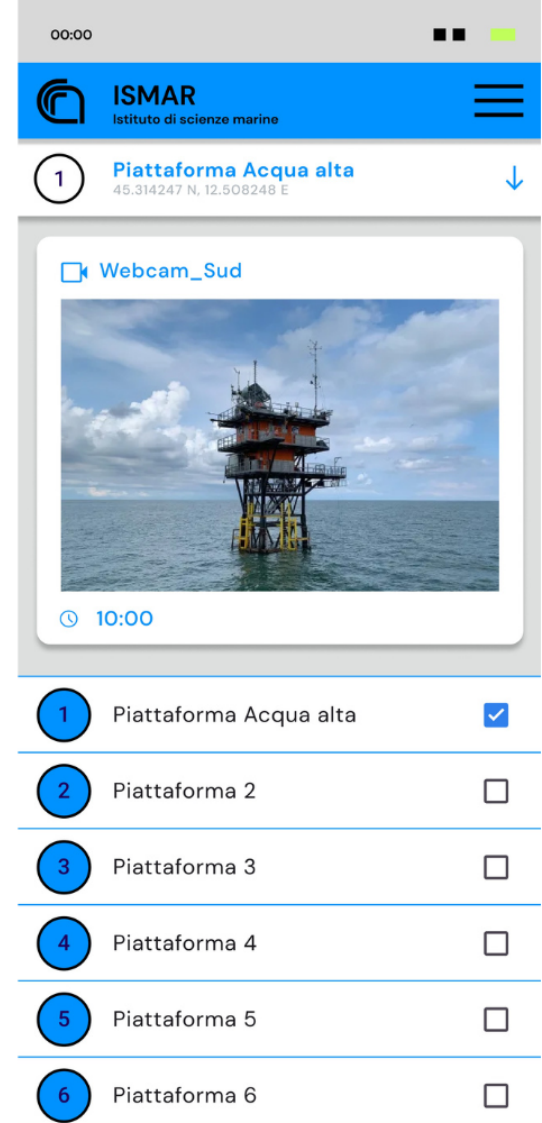 00:00
ISMAR
Istituto di scienze marine
1
Piattaforma Acqua alta
45.314247 N, 12.508248 E
Webcam_Sud
10:00
1 Piattaforma Acqua alta
2 Piattaforma 2
3 Piattaforma 3
4 Piattaforma 4
5 Piattaforma 5
6 Piattaforma 6